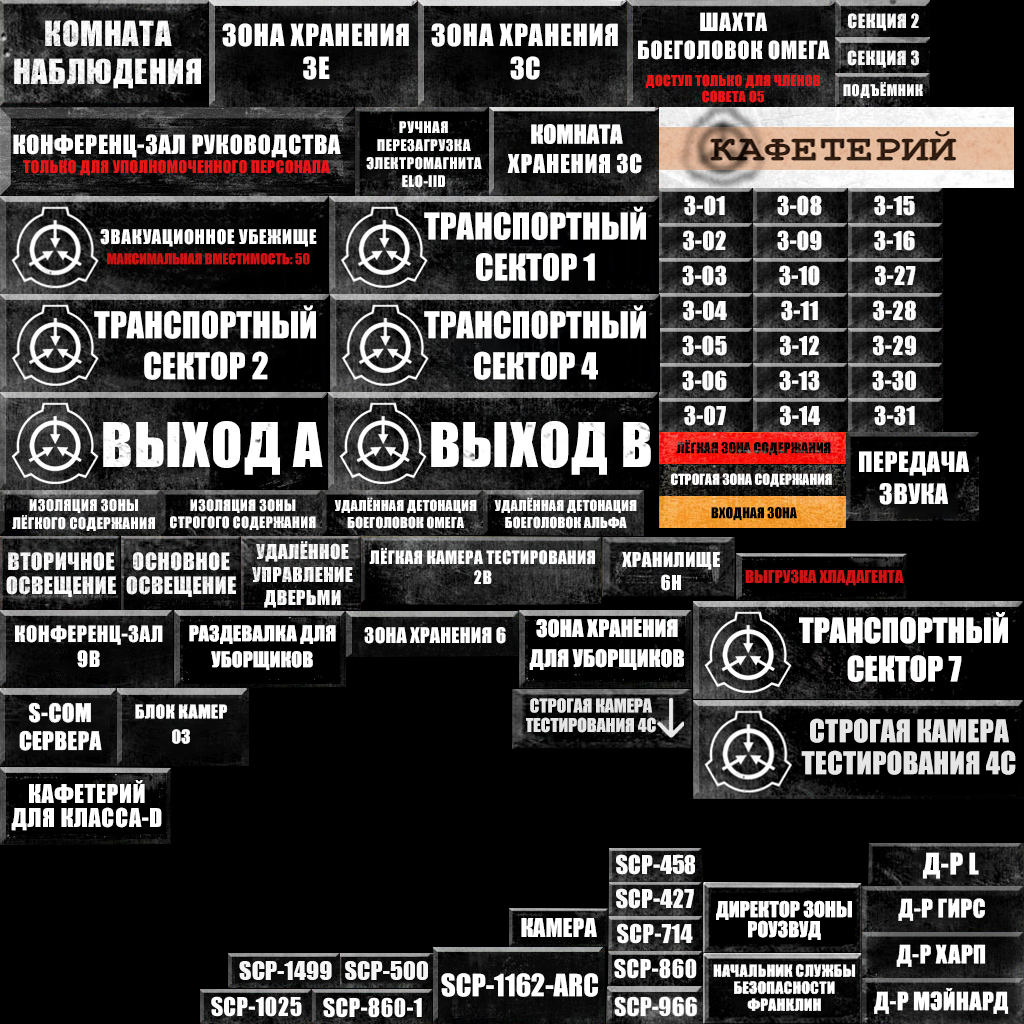 КОМНАТА
НАБЛЮДЕНИЯ
ЗОНА ХРАНЕНИЯ
3E
ЗОНА ХРАНЕНИЯ
3C
ШАХТА
БОЕГОЛОВОК ОМЕГА
ДОСТУП ТОЛЬКО ДЛЯ ЧЛЕНОВ
СОВЕТА O5
СЕКЦИЯ 2
СЕКЦИЯ 3
ПОДЪЁМНИК
КОНФЕРЕНЦ-ЗАЛ РУКОВОДСТВА
ТОЛЬКО ДЛЯ УПОЛНОМОЧЕННОГО ПЕРСОНАЛА
РУЧНАЯ
ПЕРЕЗАГРУЗКА
ЭЛЕКТРОМАГНИТА
ELO-IID
КОМНАТА
ХРАНЕНИЯ 3C
КАФЕТЕРИЙ
ЭВАКУАЦИОННОЕ УБЕЖИЩЕ
МАКСИМАЛЬНАЯ ВМЕСТИМОСТЬ: 50
ТРАНСПОРТНЫЙ
СЕКТОР 1
3-01
3-08
3-15
3-02
3-09
3-16
3-03
3-10
3-27
3-04
3-11
3-28
3-05
3-12
3-29
3-06
3-13
3-30
3-07
3-14
3-31
ТРАНСПОРТНЫЙ
СЕКТОР 2
ТРАНСПОРТНЫЙ
СЕКТОР 4
ВЫХОД A
ВЫХОД B
ЛЁГКАЯ ЗОНА СОДЕРЖАНИЯ
СТРОГАЯ ЗОНА СОДЕРЖАНИЯ
ВХОДНАЯ ЗОНА
ПЕРЕДАЧА
ЗВУКА
ИЗОЛЯЦИЯ ЗОНЫ
ЛЁГКОГО СОДЕРЖАНИЯ
ИЗОЛЯЦИЯ ЗОНЫ
СТРОГОГО СОДЕРЖАНИЯ
УДАЛЁННАЯ ДЕТОНАЦИЯ
БОЕГОЛОВОК ОМЕГА
УДАЛЁННАЯ ДЕТОНАЦИЯ
БОЕГОЛОВОК АЛЬФА
ВТОРИЧНОЕ
ОСВЕЩЕНИЕ
ОСНОВНОЕ
ОСВЕЩЕНИЕ
УДАЛЁННОЕ
УПРАВЛЕНИЕ
ДВЕРЬМИ
ЛЁГКАЯ КАМЕРА ТЕСТИРОВАНИЯ
2B
ХРАНИЛИЩЕ
6H
ВЫГРУЗКА ХЛАДАГЕНТА
КОНФЕРЕНЦ-ЗАЛ
9B
РАЗДЕВАЛКА ДЛЯ
УБОРЩИКОВ
ЗОНА ХРАНЕНИЯ 6
ЗОНА ХРАНЕНИЯ
ДЛЯ УБОРЩИКОВ
ТРАНСПОРТНЫЙ
СЕКТОР 7
S-COM
СЕРВЕРА
БЛОК КАМЕР
03
СТРОГАЯ КАМЕРА
ТЕСТИРОВАНИЯ 4C
СТРОГАЯ КАМЕРА
ТЕСТИРОВАНИЯ 4C
КАФЕТЕРИЙ
ДЛЯ КЛАССА-D
SCP-458
SCP-427
SCP-714
SCP-860
SCP-966
Д-Р L
Д-Р ГИРС
Д-Р ХАРП
Д-Р МЭЙНАРД
ДИРЕКТОР ЗОНЫ
РОУЗВУД
НАЧАЛЬНИК СЛУЖБЫ
БЕЗОПАСНОСТИ
ФРАНКЛИН
КАМЕРА
SCP-1162-ARC
SCP-1499
SCP-500
SCP-1025
SCP-860-1